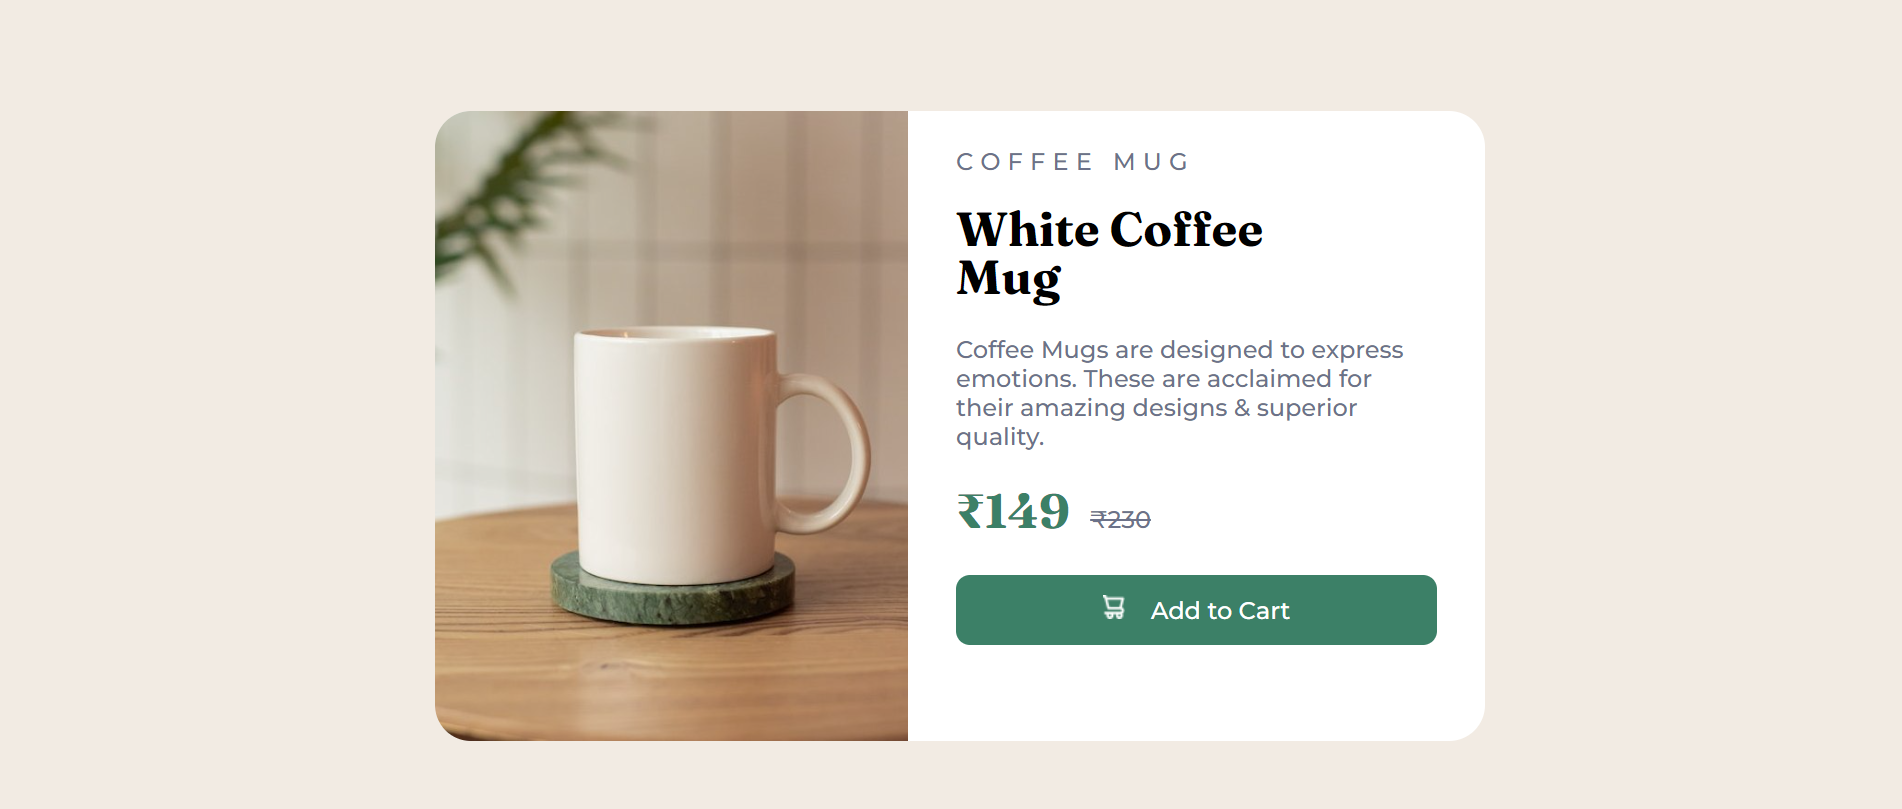 COFFEE MUG
White Coffee
Mug
Coffee Mugs are designed to express
emotions. These are acclaimed for
their amazing designs & superior
quality.
₹149 ₹230
Add to Cart